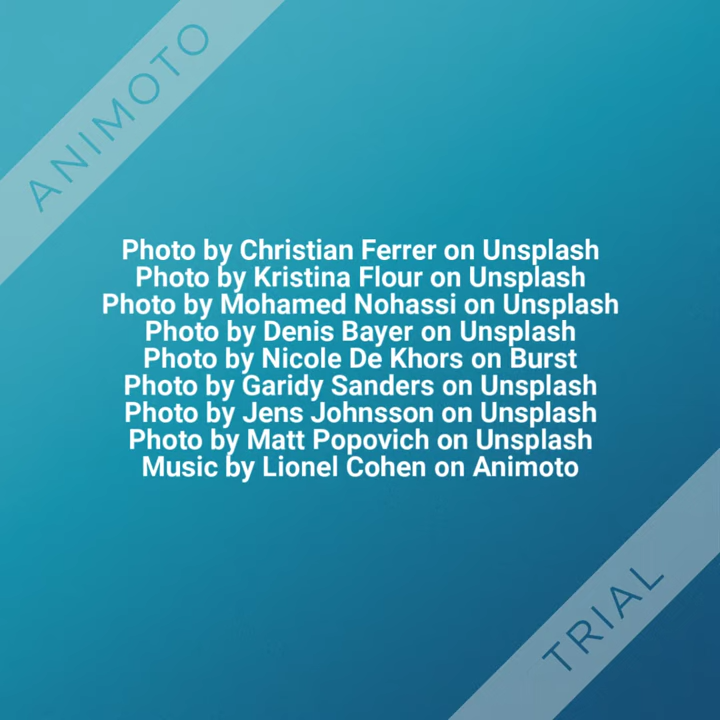 ANIMOTO
Photo by Christian Ferrer on Unsplash
Photo by Kristina Flour on Unsplash
Photo by Mohamed Nohassi on Unsplash
Photo by Denis Bayer on Unsplash
Photo by Nicole De Khors on Burst
Photo by Garidy Sanders on Unsplash
Photo by Jens Johnsson on Unsplash
Photo by Matt Popovich on Unsplash
Music by Lionel Cohen on Animoto
TRIAL